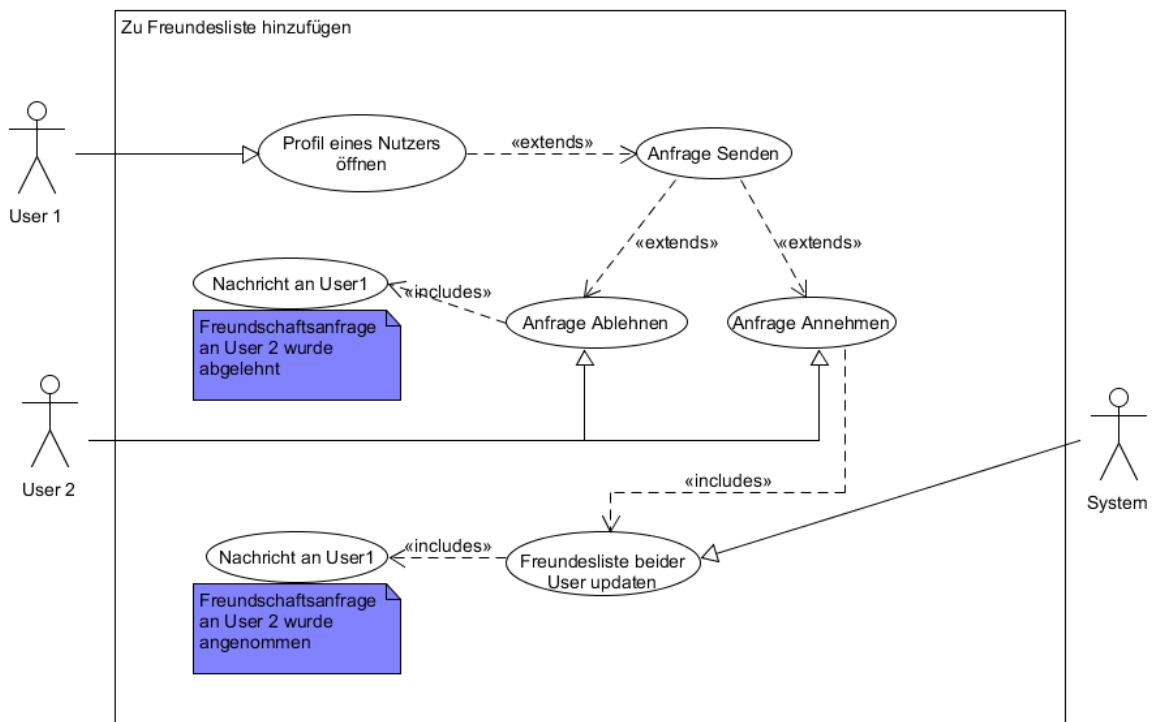 Zu Freundesliste hinzufügen
Profil eines Nutzers
öffnen
«extends»
Anfrage Senden
User 1
«extends»
«extends»
Nachricht an User1
«includes»
Anfrage Ablehnen
Anfrage Annehmen
Freundschaftsanfrage
an User 2 wurde
abgelehnt
User 2
System
«includes»
Nachricht an User1
«includes»
Freundesliste beider
User updaten
Freundschaftsanfrage
an User 2 wurde
angenommen